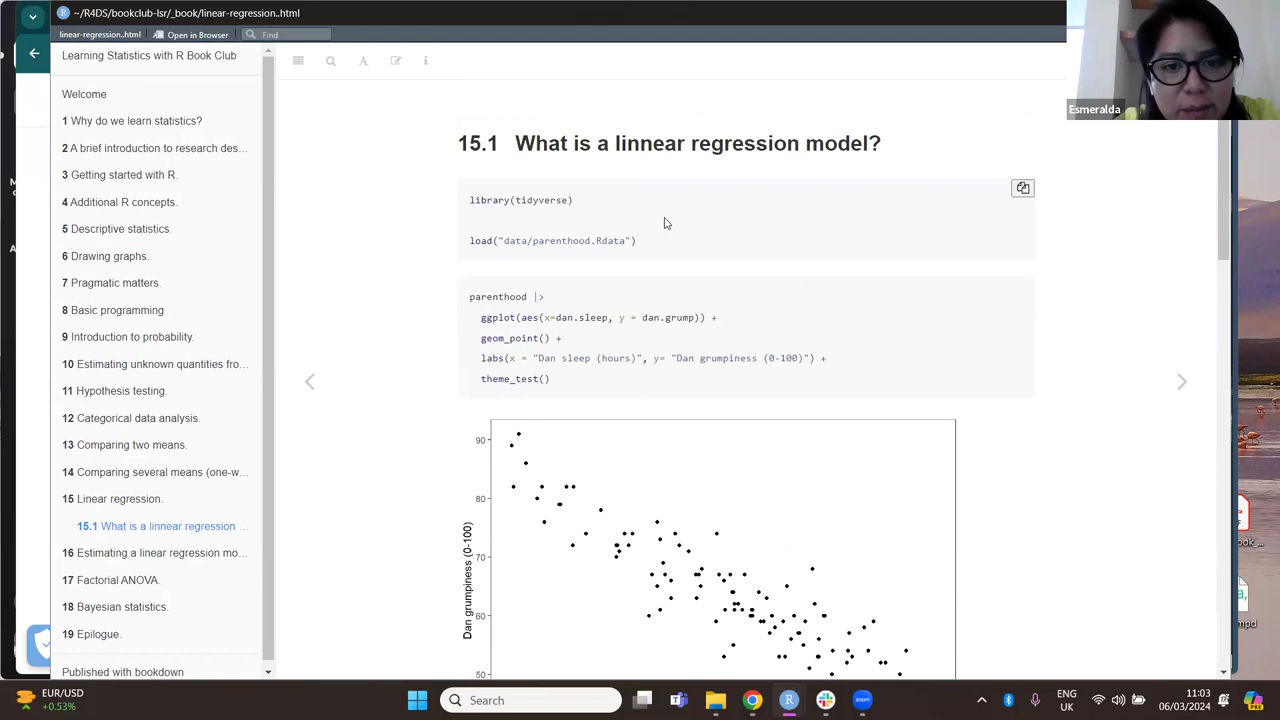 ~/R4DS/bookclub-lsr/_book/linear-regression..html
linear-regression..html
Open in Browser
Find
Learning Statistics with R Book Club
Welcome
1 Why do we learn statistics?
2 A brief introduction to research des...
3 Getting started with R.
4 Additional R concepts.
5 Descriptive statistics.
6 Drawing graphs.
7 Pragmatic matters.
8 Basic programming
9 Introduction to probability.
10 Estimating unknown quantities fro...
11 Hypothesis testing.
12 Categorical data analysis.
13 Comparing two means.
14 Comparing several means (one-w...
15 Linear regression.
15.1 What is a linnear regression ...
16 Estimating a linear regression mo...
17 Factorial ANOVA.
18 Bayesian statistics.
19 Epilogue.
Published with bookdown
15.1 What is a linnear regression model?
library(tidyverse)
load("data/parenthood.Rdata")
parenthood |>
ggplot(aes(x=dan.sleep, y = dan.grump)) +
geom_point() +
labs(x = "Dan sleep (hours)", y= "Dan grumpiness (0-100)") +
theme_test()
90
80
70
60
50
Dan grumpiness (0-100)
Esmeralda
EUR/USD
+0.53%
Search
ENG
UK
11:03
06/03/2024